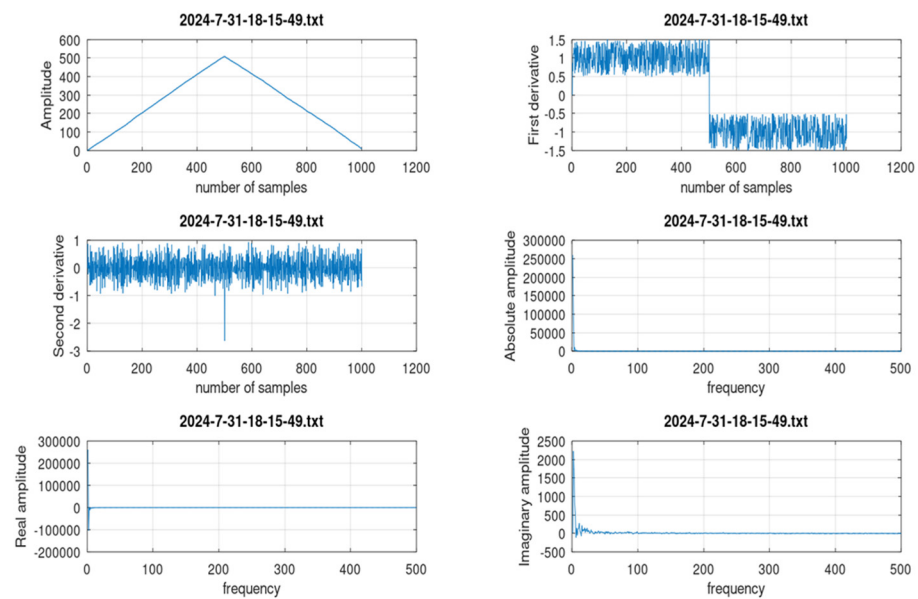 2024-7-31-18-15-49.txt
600
500
400
300
200
100
0
Amplitude
0 200 400 600 800 1000 1200
number of samples
2024-7-31-18-15-49.txt
1.5
1
0.5
0
-0.5
-1
-1.5
First derivative
0 200 400 600 800 1000 1200
number of samples
2024-7-31-18-15-49.txt
1
0
-1
-2
-3
Second derivative
0 200 400 600 800 1000 1200
number of samples
2024-7-31-18-15-49.txt
300000
250000
200000
150000
100000
50000
0
Absolute amplitude
0 100 200 300 400 500
frequency
2024-7-31-18-15-49.txt
300000
200000
100000
0
-100000
-200000
Real amplitude
0 100 200 300 400 500
frequency
2024-7-31-18-15-49.txt
2500
2000
1500
1000
500
0
-500
Imaginary amplitude
0 100 200 300 400 500
frequency